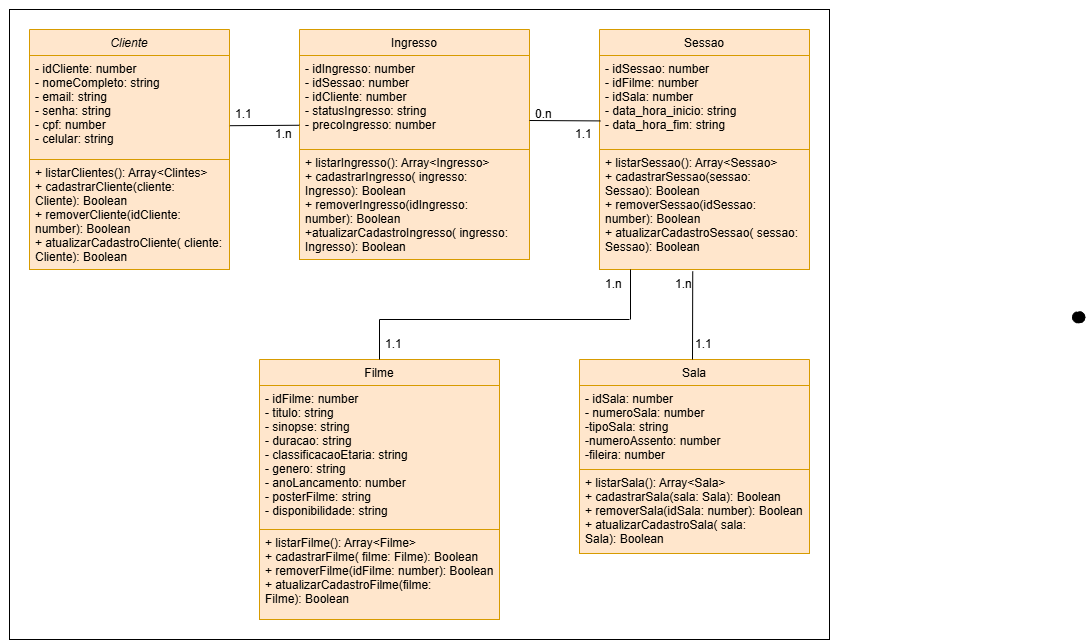 Cliente
- idCliente: number
- nomeCompleto: string
- email: string
- senha: string
- cpf: number
- celular: string
+ listarClientes(): Array<Clintes>
+ cadastrarCliente(cliente:
Cliente): Boolean
+ removerCliente(idCliente:
number): Boolean
+ atualizarCadastroCliente( cliente:
Cliente): Boolean
1.1
1.n
Ingresso
- idIngresso: number
- idSessao: number
- idCliente: number
- statusIngresso: string
- precoIngresso: number
+ listarIngresso(): Array<Ingresso>
+ cadastrarIngresso( ingresso:
Ingresso): Boolean
+ removerIngresso(idIngresso:
number): Boolean
+atualizarCadastroIngresso( ingresso:
Ingresso): Boolean
0.n
1.1
Sessao
- idSessao: number
- idFilme: number
- idSala: number
- data_hora_inicio: string
- data_hora_fim: string
+ listarSessao(): Array<Sessao>
+ cadastrarSessao(sessao:
Sessao): Boolean
+ removerSessao(idSessao:
number): Boolean
+ atualizarCadastroSessao( sessao:
Sessao): Boolean
1.n
1.n
1.1
1.1
Filme
- idFilme: number
- titulo: string
- sinopse: string
- duracao: string
- classificacaoEtaria: string
- genero: string
- anoLancamento: number
- posterFilme: string
- disponibilidade: string
+ listarFilme(): Array<Filme>
+ cadastrarFilme( filme: Filme): Boolean
+ removerFilme(idFilme: number): Boolean
+ atualizarCadastroFilme(filme:
Filme): Boolean
Sala
- idSala: number
- numeroSala: number
-tipoSala: string
-numeroAssento: number
-fileira: number
+ listarSala(): Array<Sala>
+ cadastrarSala(sala: Sala): Boolean
+ removerSala(idSala: number): Boolean
+ atualizarCadastroSala( sala:
Sala): Boolean